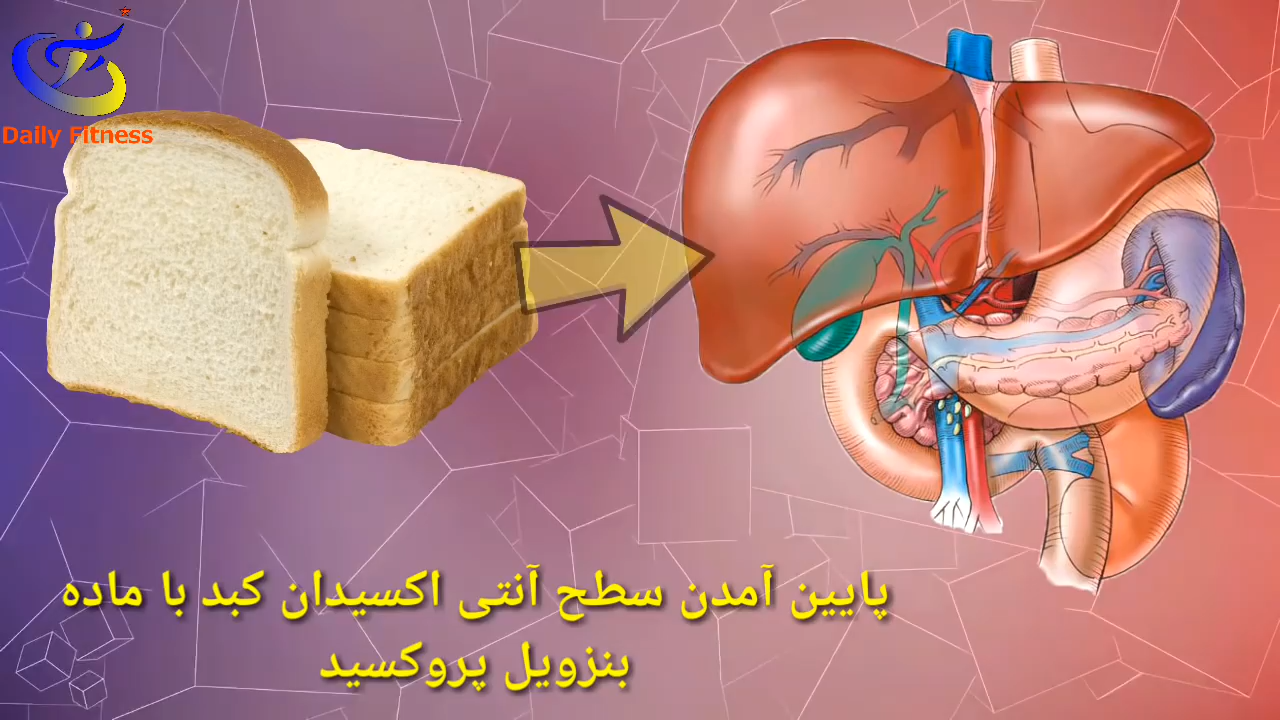 Daily Fitness
پایین آمدن سطح آنتی اکسیدان کبد با ماده
بنزویل پروکسید